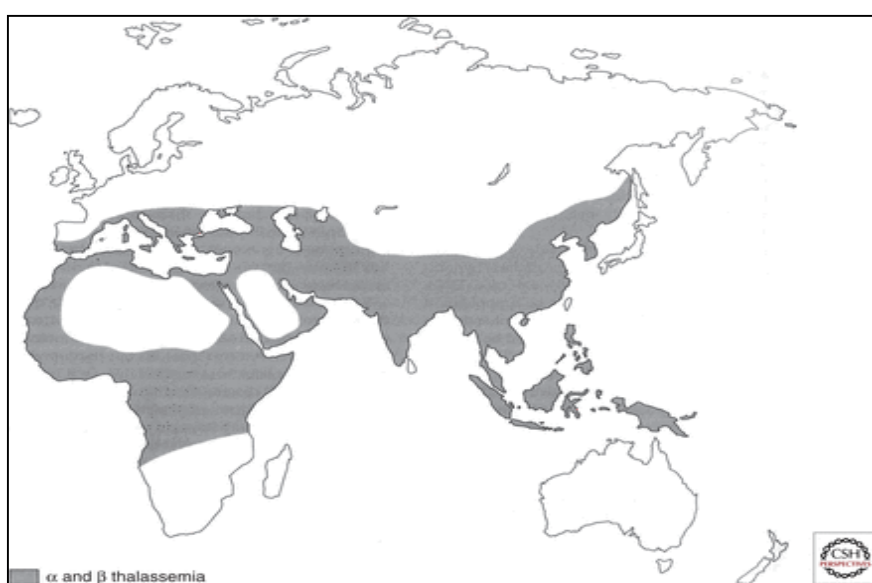 CSH
PERSPECTIVES
α and β thalassemia